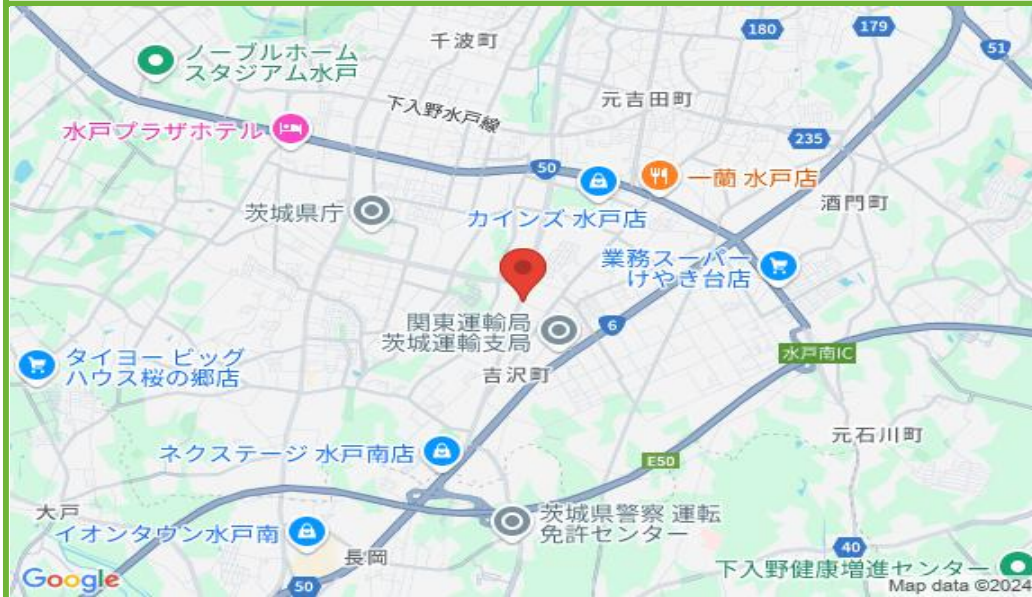 千波町
180
179
51
ノーブルホーム
スタジアム水戸
下入野水戸線
元吉田町
水戸プラザホテル
235
50
一蘭 水戸店
茨城県庁
カインズ 水戸店
酒門町
業務スーパー
けやき台店
関東運輸局
茨城運輸支局
6
水戸南IC
タイヨー ビッグ
ハウス桜の郷店
吉沢町
元石川町
ネクステージ 水戸南店
E50
大戸
イオンタウン水戸南
茨城県警察 運転
免許センター
長岡
40
50
下入野健康増進センター
Google
Map data ©2024